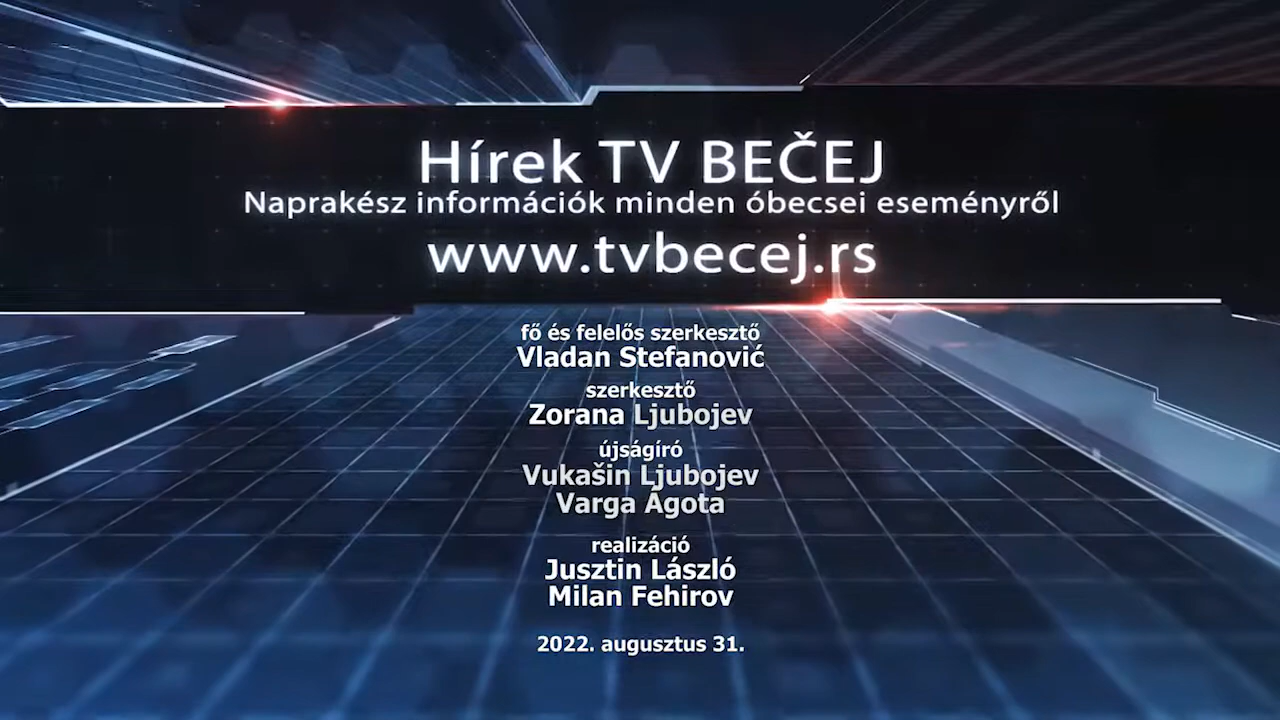 Hírek TV BEČEJ
Naprakész információk minden óbecsei eseményről
www.tvbecej.rs
fő és felelős szerkesztő
Vladan Stefanović
szerkesztő
Zorana Ljubojev
újságíró
Vukašin Ljubojev
Varga Ágota
realizáció
Jusztin László
Milan Fehirov
2022. augusztus 31.